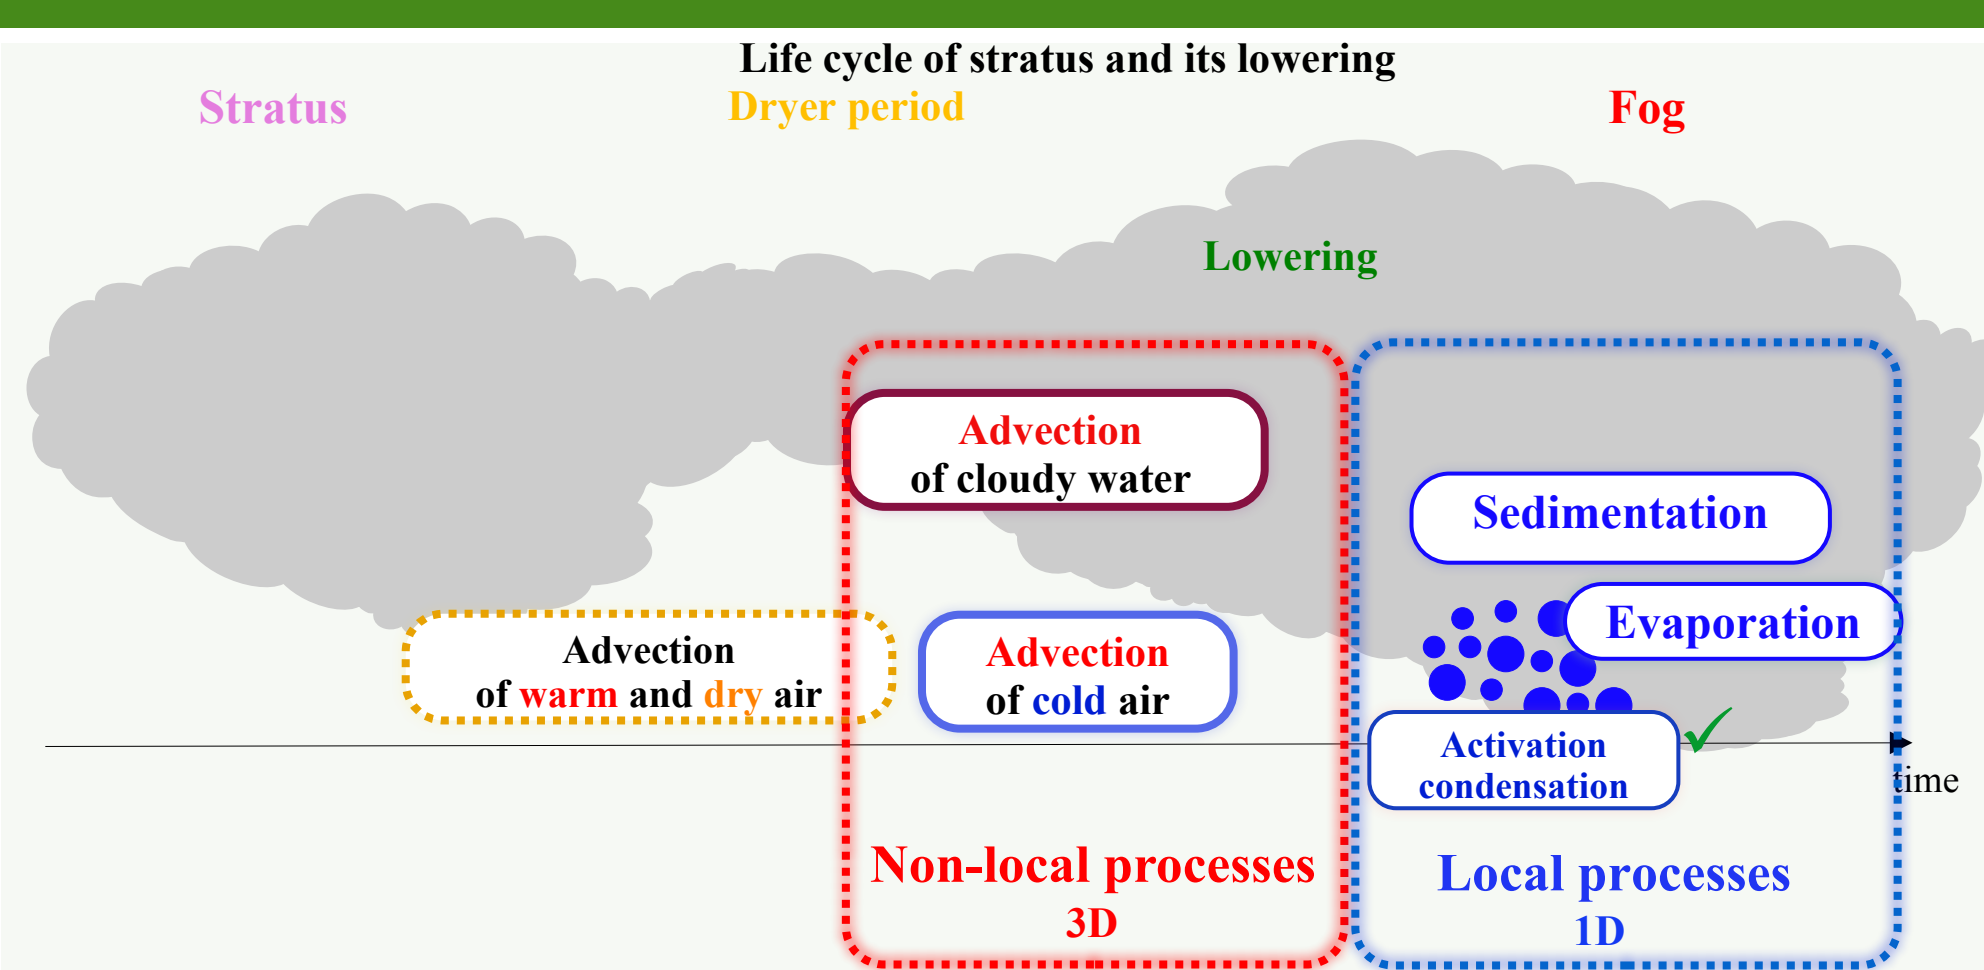 Life cycle of stratus and its lowering
Stratus
Dryer period
Fog
Lowering
Advection
of cloudy water
Sedimentation
Evaporation
Advection
of warm and dry air
Advection
of cold air
Activation
condensation
time
Non-local processes
3D
Local processes
1D